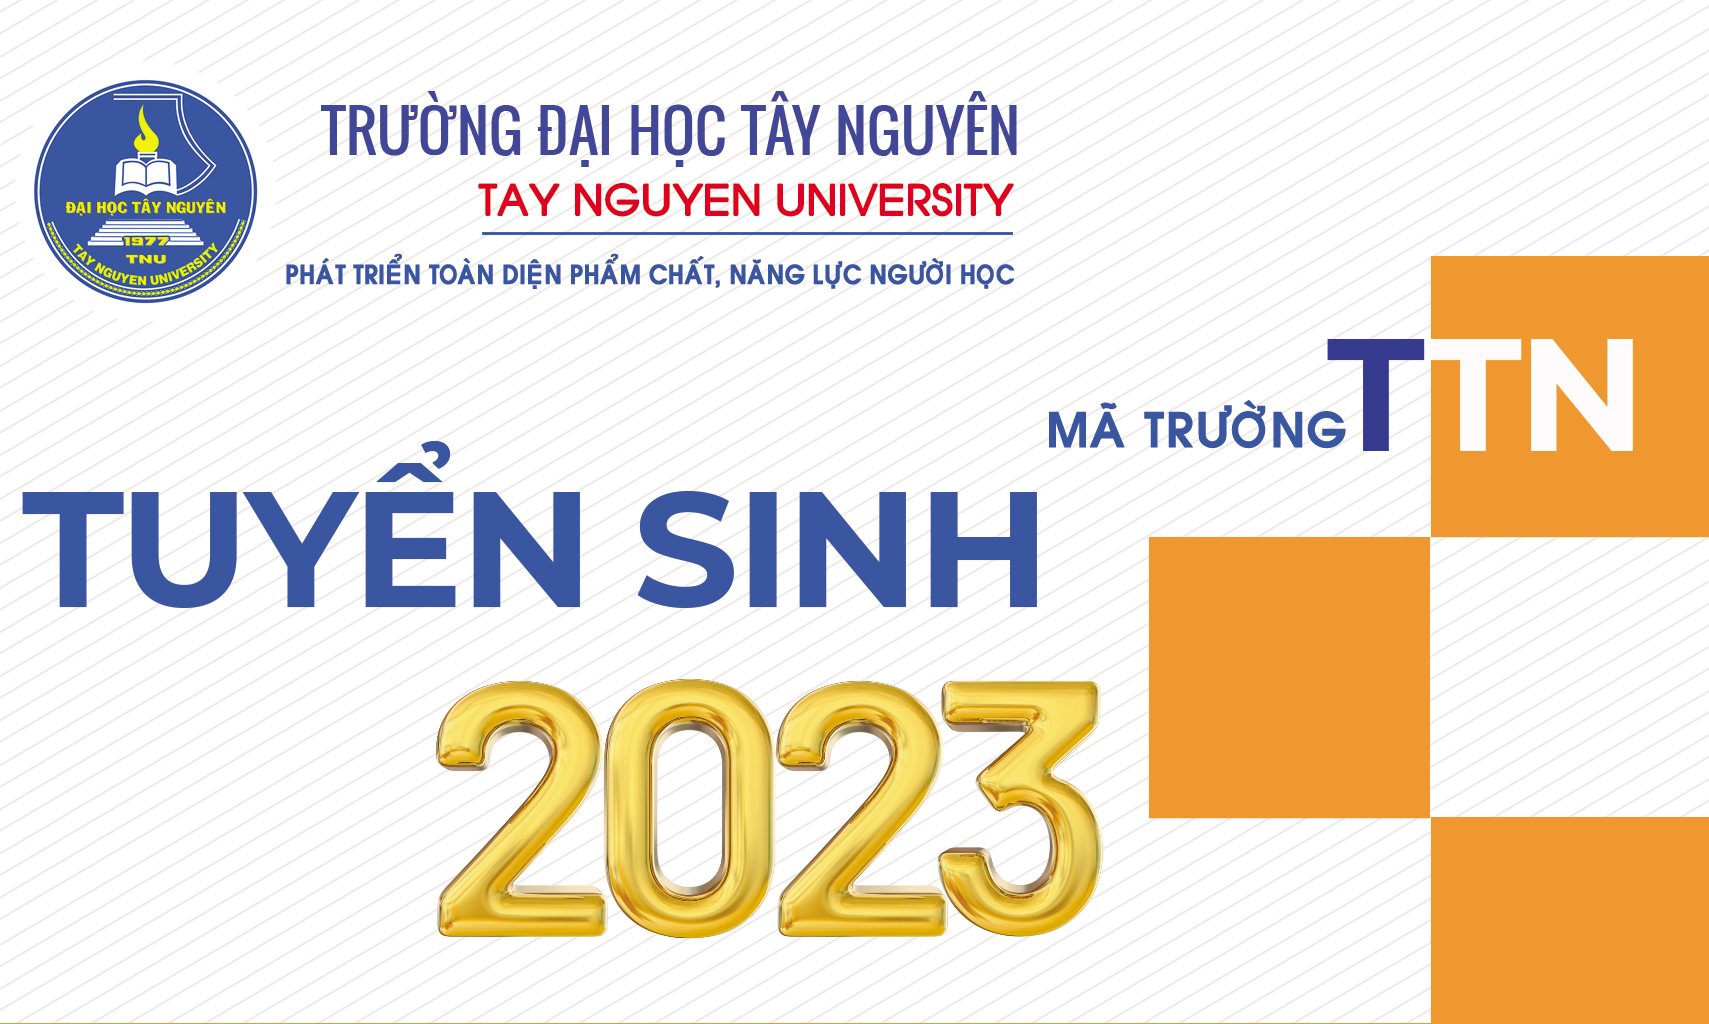 TRƯỜNG ĐẠI HỌC TÂY NGUYÊN
TAY NGUYEN UNIVERSITY
PHÁT TRIỂN TOÀN DIỆN PHẨM CHẤT, NĂNG LỰC NGƯỜI HỌC
ĐẠI HỌC TÂY NGUYÊN
1977
TNU
TAY NGUYEN UNIVERSITY
MÃ TRƯỜNG TTN
TUYỂN SINH
2023